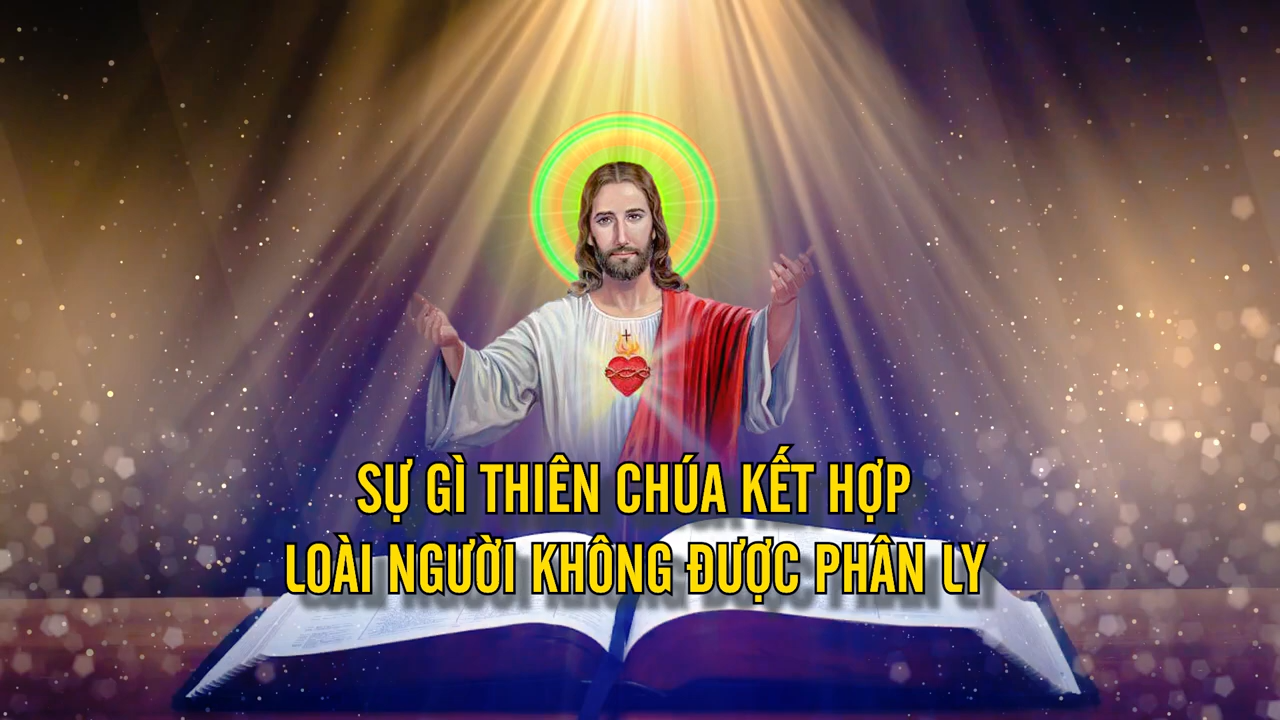 SỰ GÌ THIÊN CHÚA KẾT HỢP
LOÀI NGƯỜI KHÔNG ĐƯỢC PHÂN LY